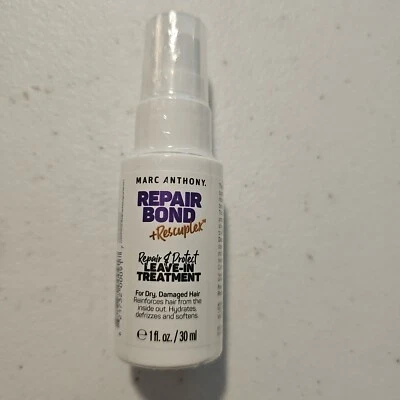 MARC ANTHONY.
REPAIR
BOND
+Rescuplex™
Repair & Protect
LEAVE-IN
TREATMENT
For Dry, Damaged Hair
Reinforces hair from the
inside out. Hydrates,
defrizzes and softens.
℮ 1 fl. oz. / 30 ml